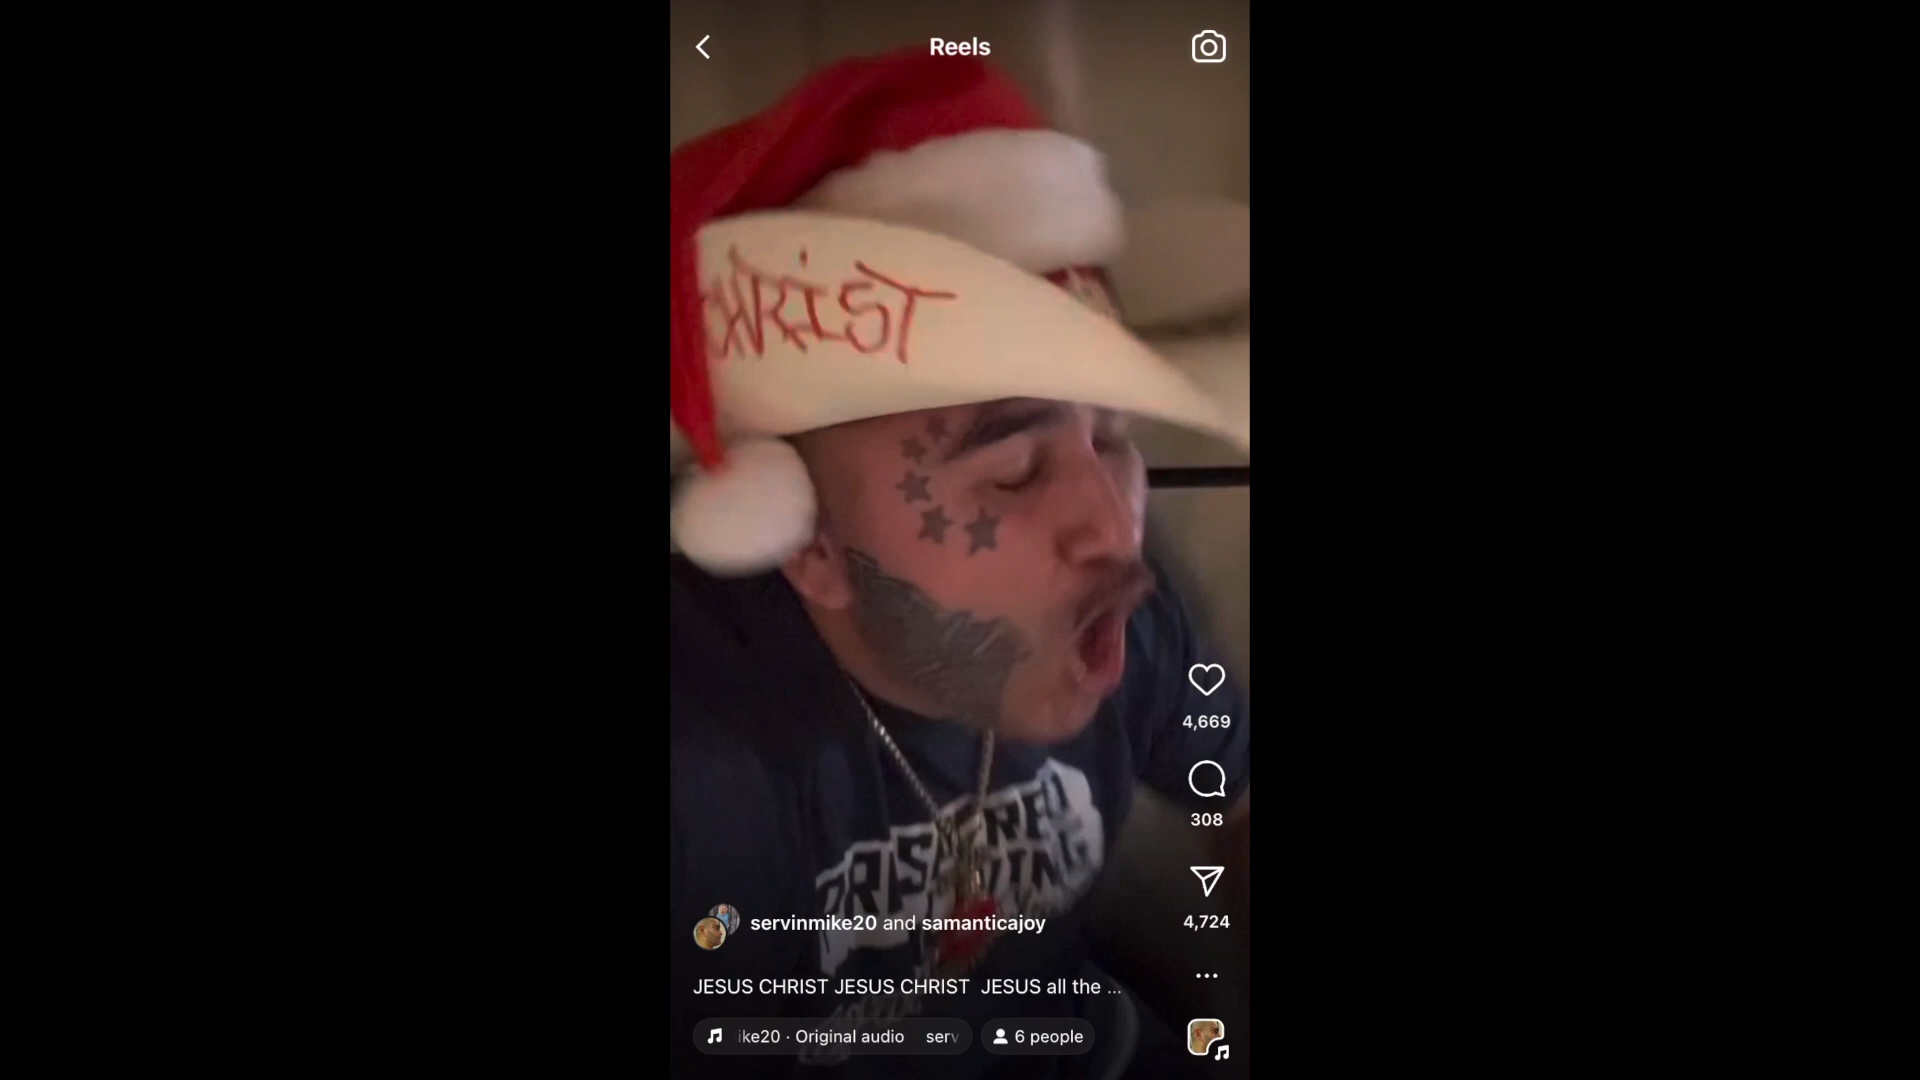 Reels
CHRIST
4,669
308
servinmike20 and samanticajoy
4,724
JESUS CHRIST JESUS CHRIST  JESUS all the ...
ike20 · Original audio serv
6 people